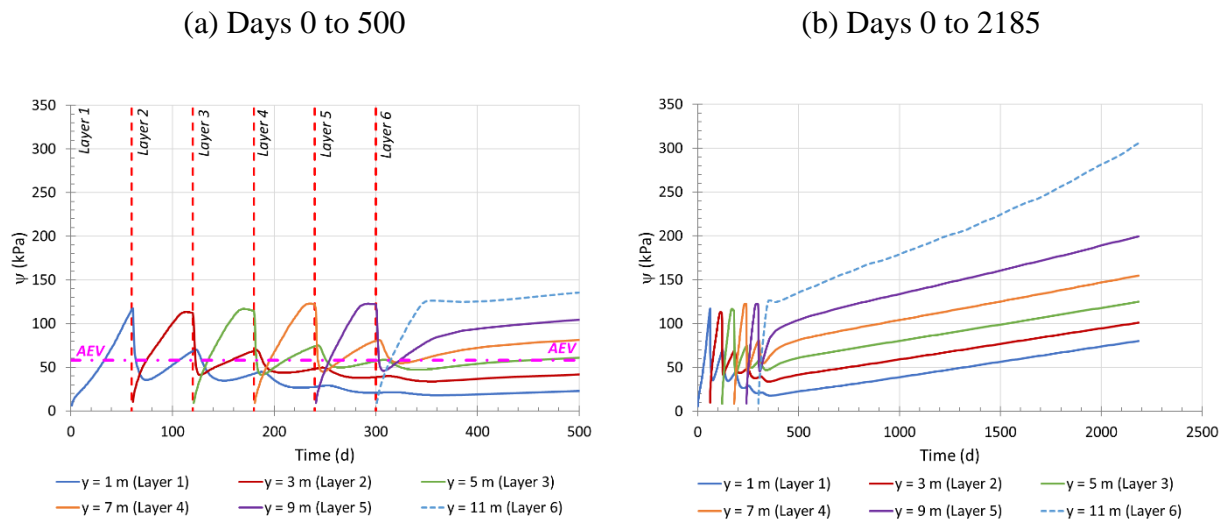 (a) Days 0 to 500
(b) Days 0 to 2185
350
300
250
200
150
100
50
0
ψ (kPa)
Layer 1
Layer 2
Layer 3
Layer 4
Layer 5
Layer 6
AEV
AEV
0
100
200
300
400
500
Time (d)
y = 1 m (Layer 1)
y = 3 m (Layer 2)
y = 5 m (Layer 3)
y = 7 m (Layer 4)
y = 9 m (Layer 5)
y = 11 m (Layer 6)
350
300
250
200
150
100
50
0
ψ (kPa)
0
500
1000
1500
2000
2500
Time (d)
y = 1 m (Layer 1)
y = 3 m (Layer 2)
y = 5 m (Layer 3)
y = 7 m (Layer 4)
y = 9 m (Layer 5)
y = 11 m (Layer 6)